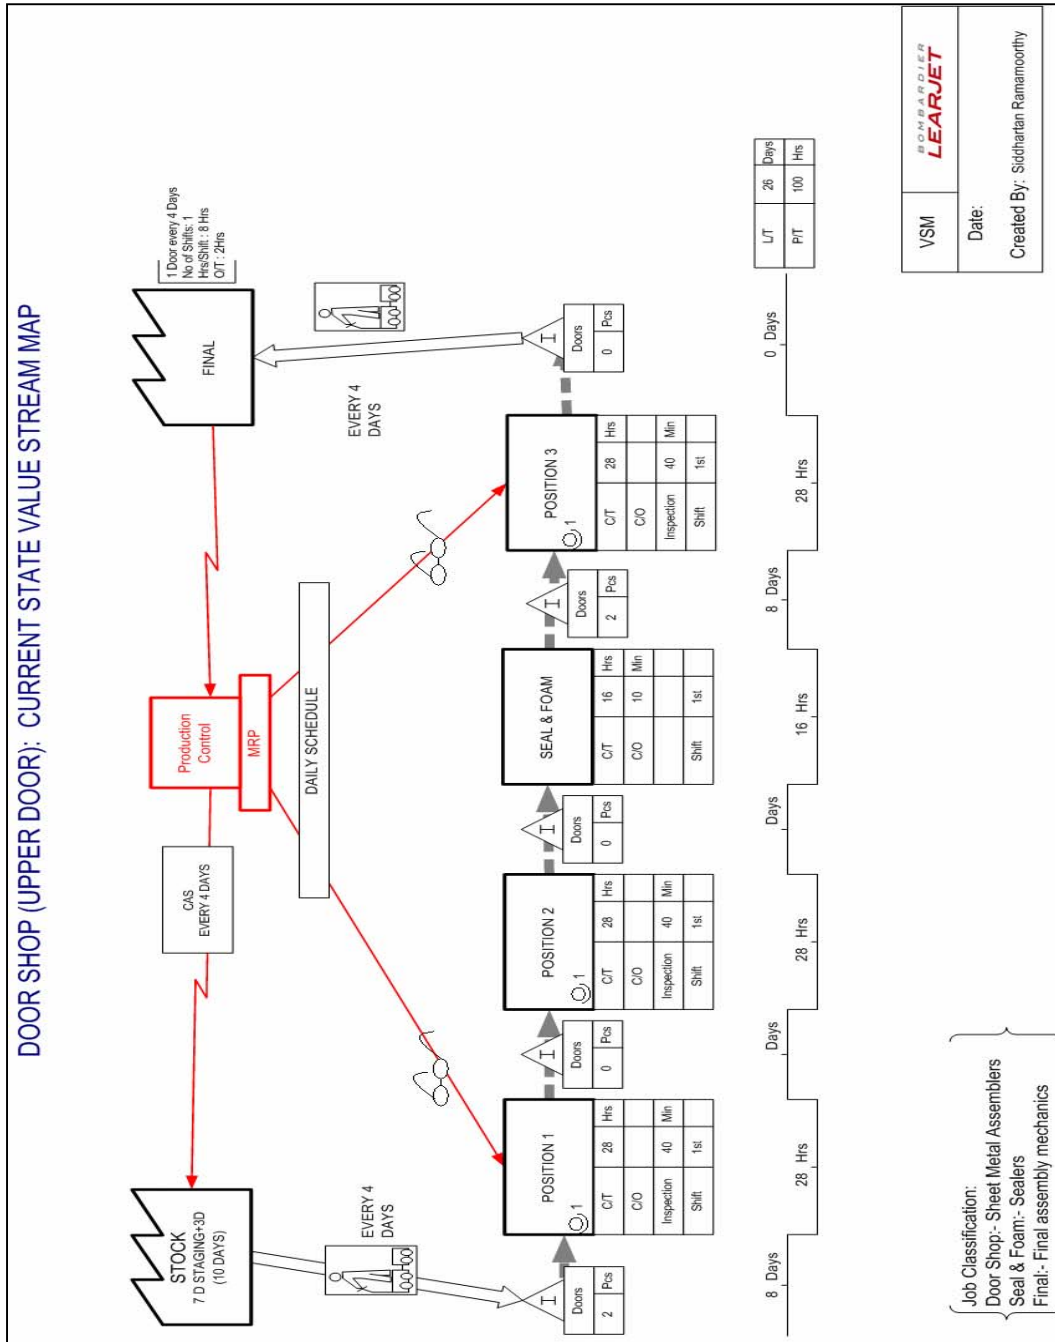 DOOR SHOP (UPPER DOOR): CURRENT STATE VALUE STREAM MAP
STOCK
7 D STAGING+3D
(10 DAYS)
CAS
EVERY 4 DAYS
Production
Control
MRP
FINAL
1 Door every 4 Days
No of Shifts: 1
Hrs/Shift : 8 Hrs
O/T : 2Hrs
DAILY SCHEDULE
EVERY 4
DAYS
EVERY 4
DAYS
I
Doors
2 Pcs
POSITION 1
1
C/T 28 Hrs
C/O
Inspection 40 Min
Shift 1st
I
Doors
0 Pcs
POSITION 2
1
C/T 28 Hrs
C/O
Inspection 40 Min
Shift 1st
I
Doors
0 Pcs
SEAL & FOAM
C/T 16 Hrs
C/O 10 Min
Shift 1st
I
Doors
2 Pcs
POSITION 3
1
C/T 28 Hrs
C/O
Inspection 40 Min
Shift 1st
I
Doors
0 Pcs
8 Days
28 Hrs
Days
28 Hrs
Days
16 Hrs
8 Days
28 Hrs
0 Days
L/T 26 Days
P/T 100 Hrs
Job Classification:
Door Shop:- Sheet Metal Assemblers
Seal & Foam:- Sealers
Final:- Final assembly mechanics
VSM
BOMBARDIER
LEARJET
Date:
Created By: Siddhartan Ramamoorthy